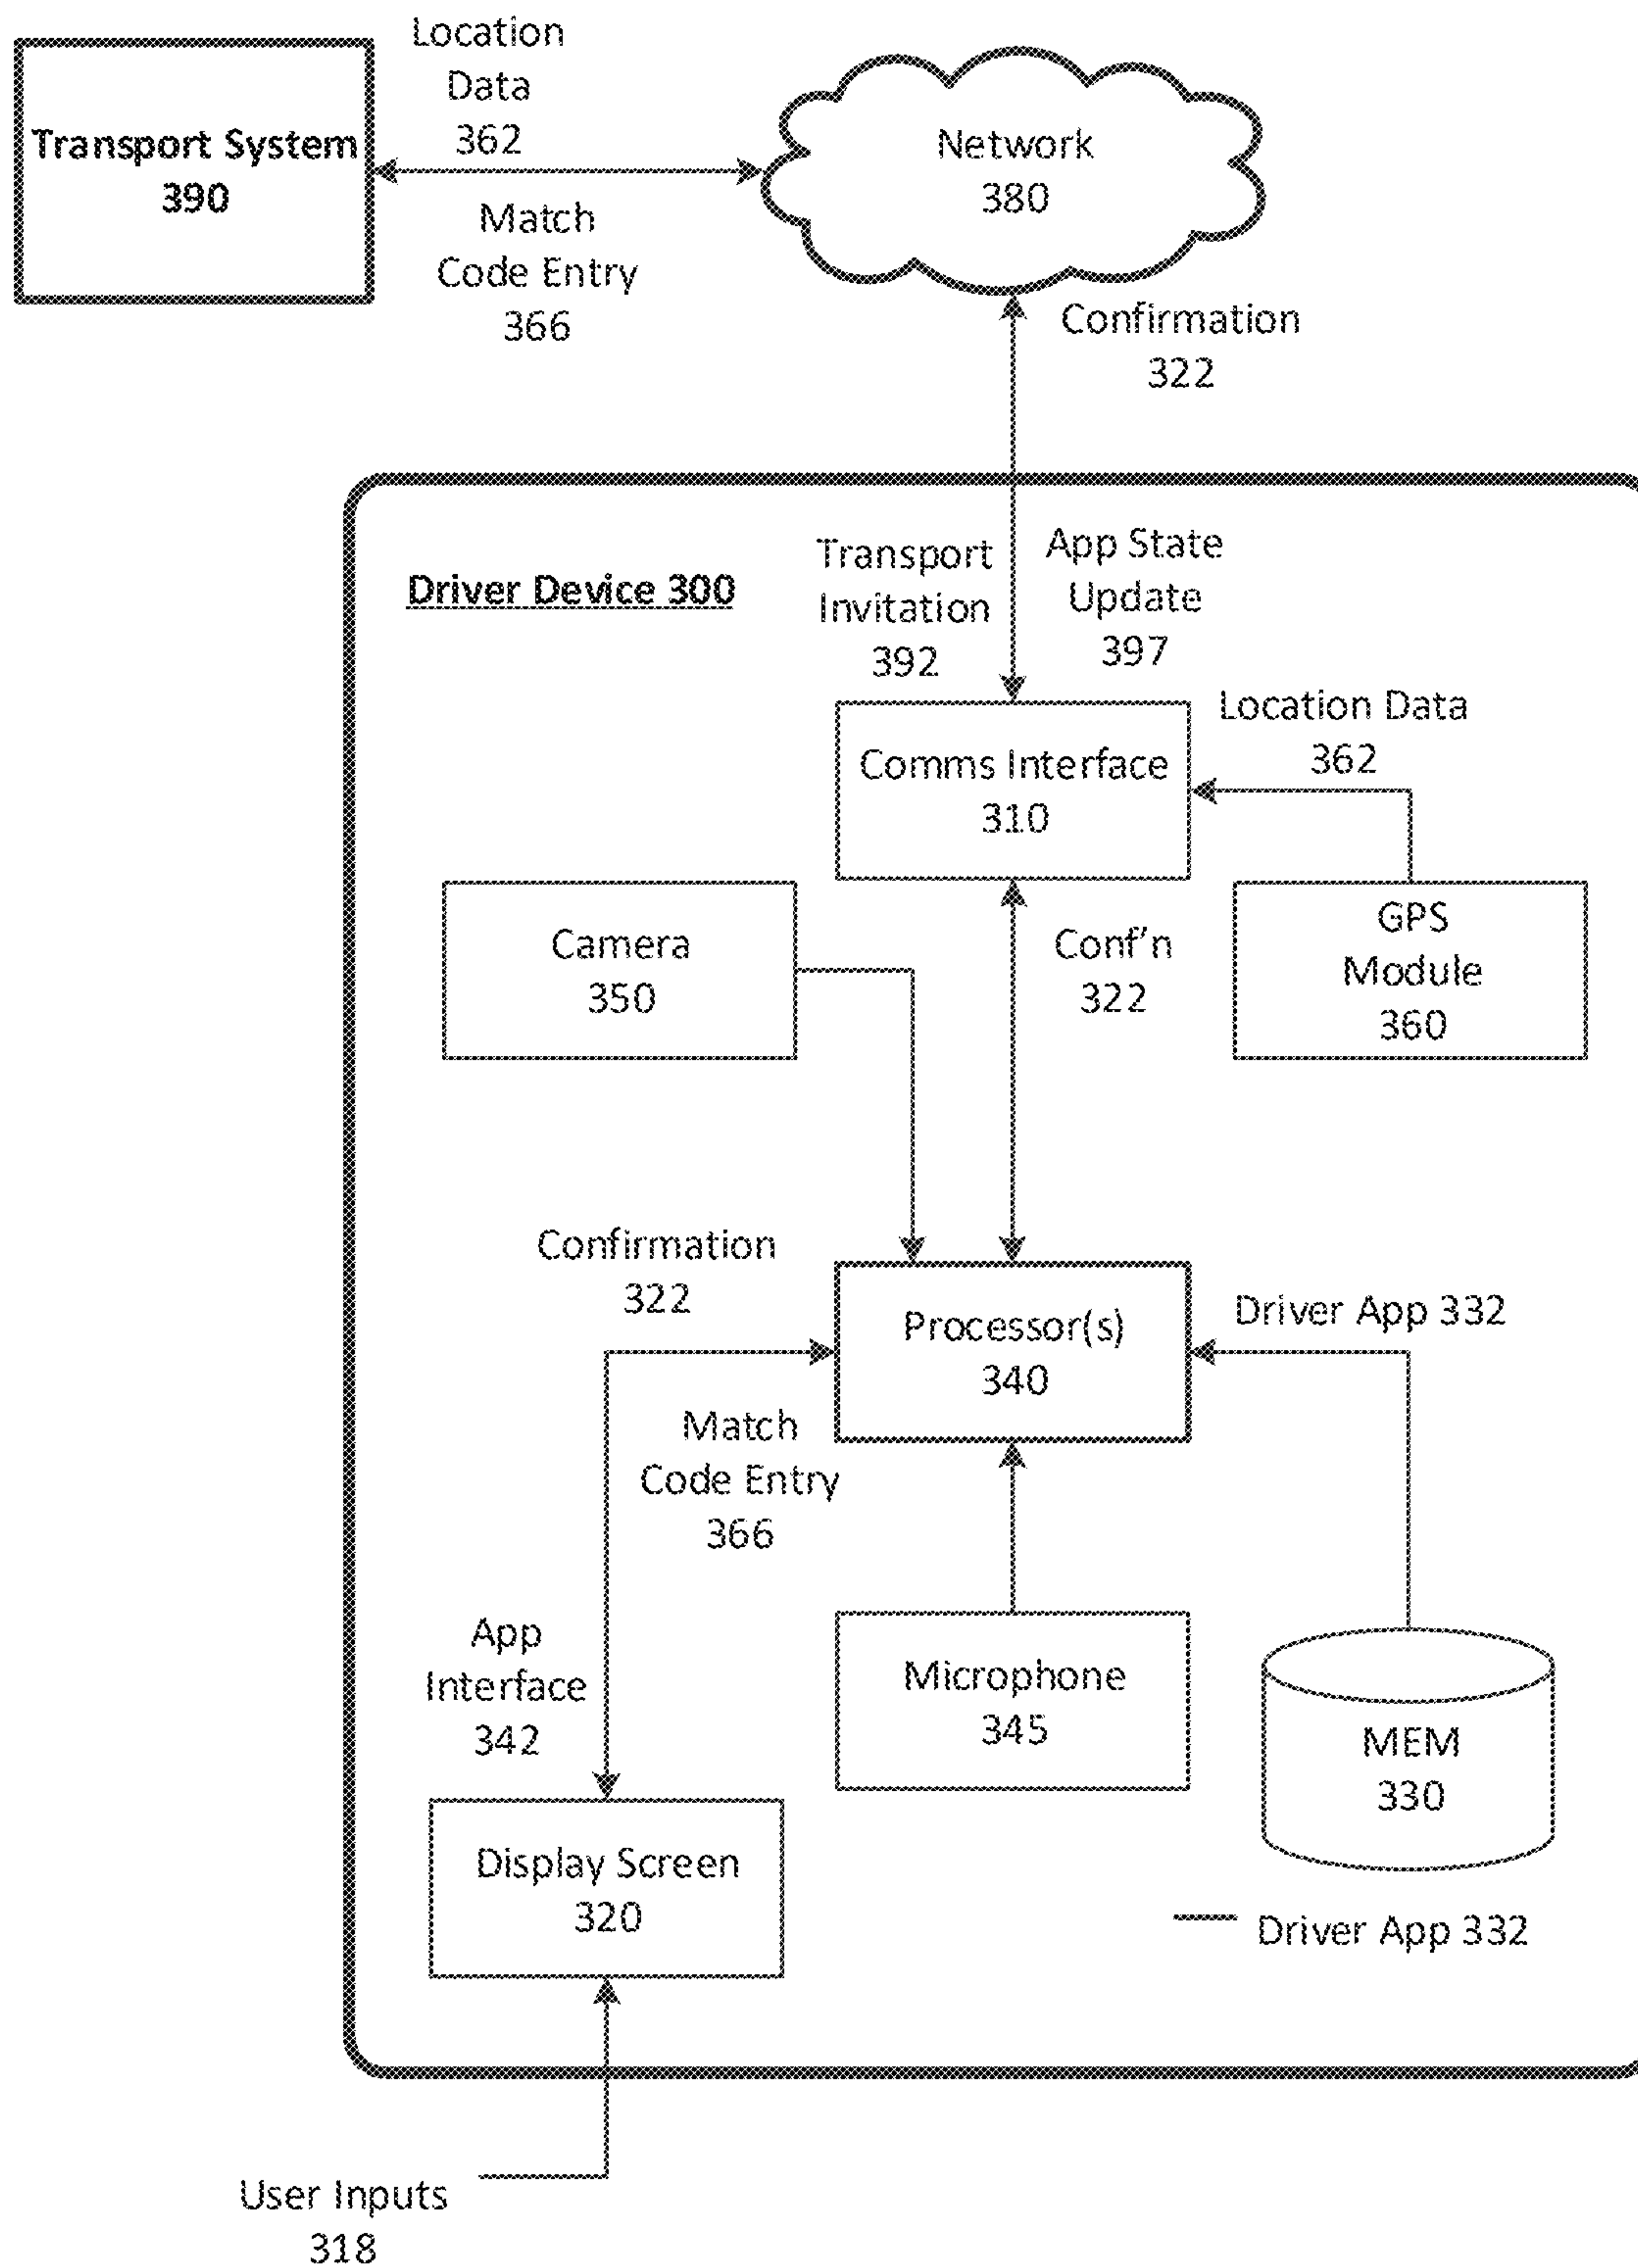 Location
Data
362
Transport System
390
Network
380
Match
Code Entry
366
Confirmation
322
Driver Device 300
Transport
Invitation
392
App State
Update
397
Location Data
362
Comms Interface
310
Camera
350
Conf'n
322
GPS
Module
360
Confirmation
322
Processor(s)
340
Driver App 332
Match
Code Entry
366
App
Interface
342
Microphone
345
MEM
330
Display Screen
320
Driver App 332
User Inputs
318